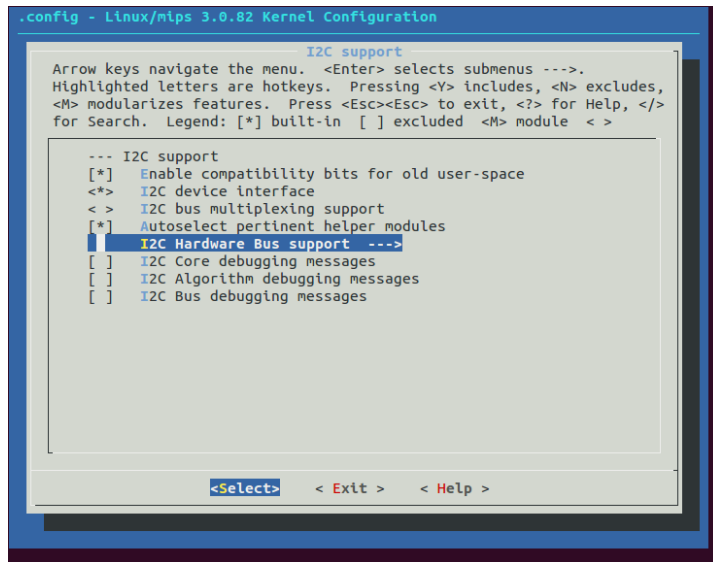 .config - Linux/mips 3.0.82 Kernel Configuration
I2C support
Arrow keys navigate the menu.  <Enter> selects submenus --->.
Highlighted letters are hotkeys.  Pressing <Y> includes, <N> excludes,
<M> modularizes features.  Press <Esc><Esc> to exit, <?> for Help, </>
for Search.  Legend: [*] built-in  [ ] excluded  <M> module  < >
--- I2C support
[*]   Enable compatibility bits for old user-space
<*>   I2C device interface
< >   I2C bus multiplexing support
[*]   Autoselect pertinent helper modules
I2C Hardware Bus support  --->
[ ]   I2C Core debugging messages
[ ]   I2C Algorithm debugging messages
[ ]   I2C Bus debugging messages
<Select>    < Exit >    < Help >